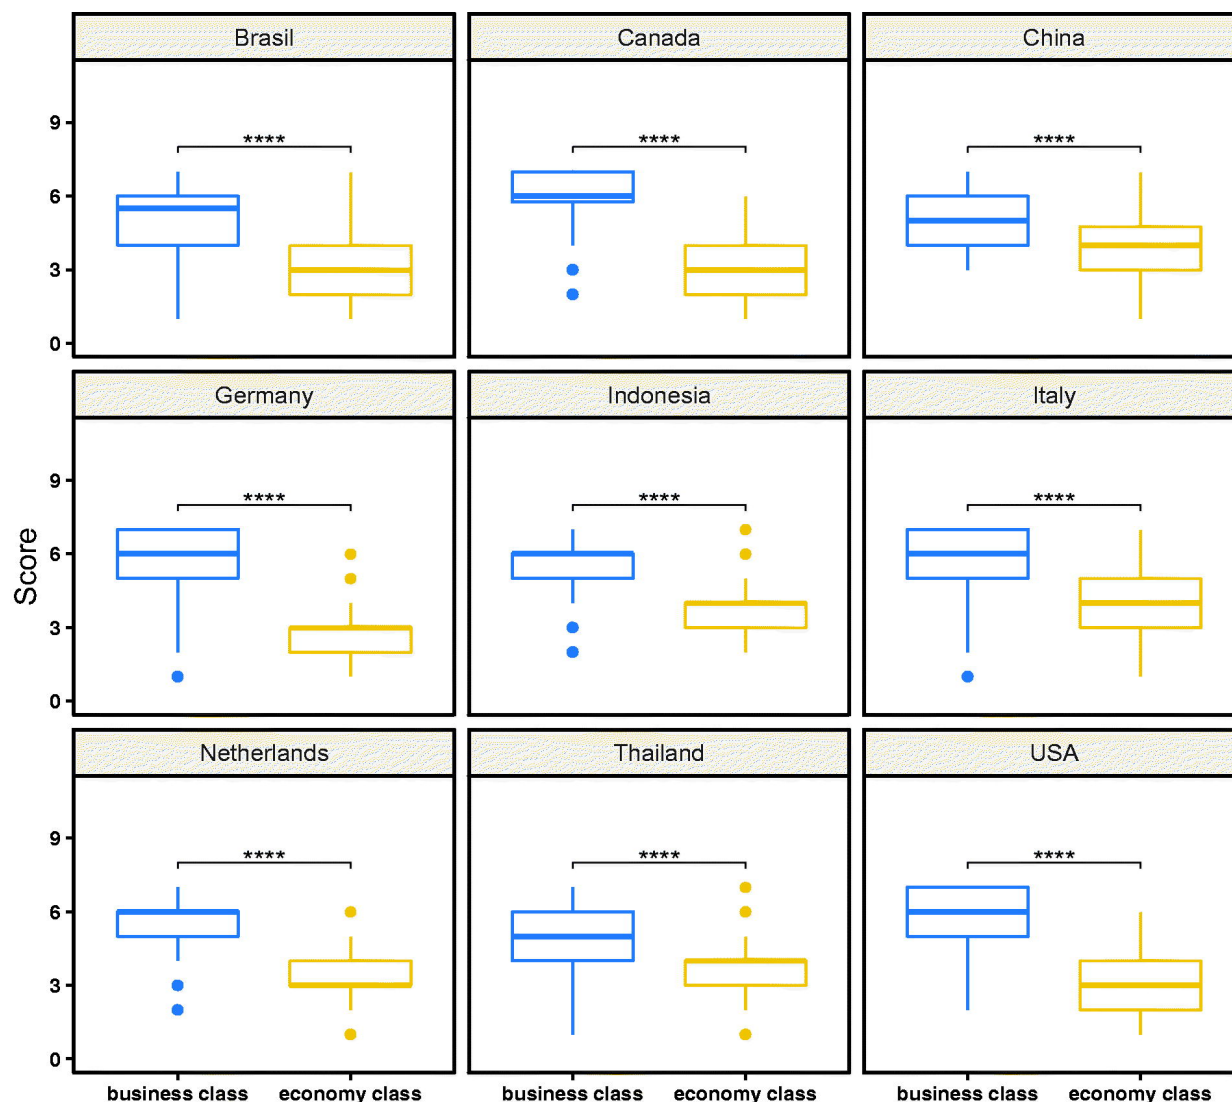 Brasil Canada China
9
**** **** ****
6
3
0
Germany Indonesia Italy
9
**** **** ****
6
3
0
Score
Netherlands Thailand USA
9
**** **** ****
6
3
0
business class economy class business class economy class business class economy class